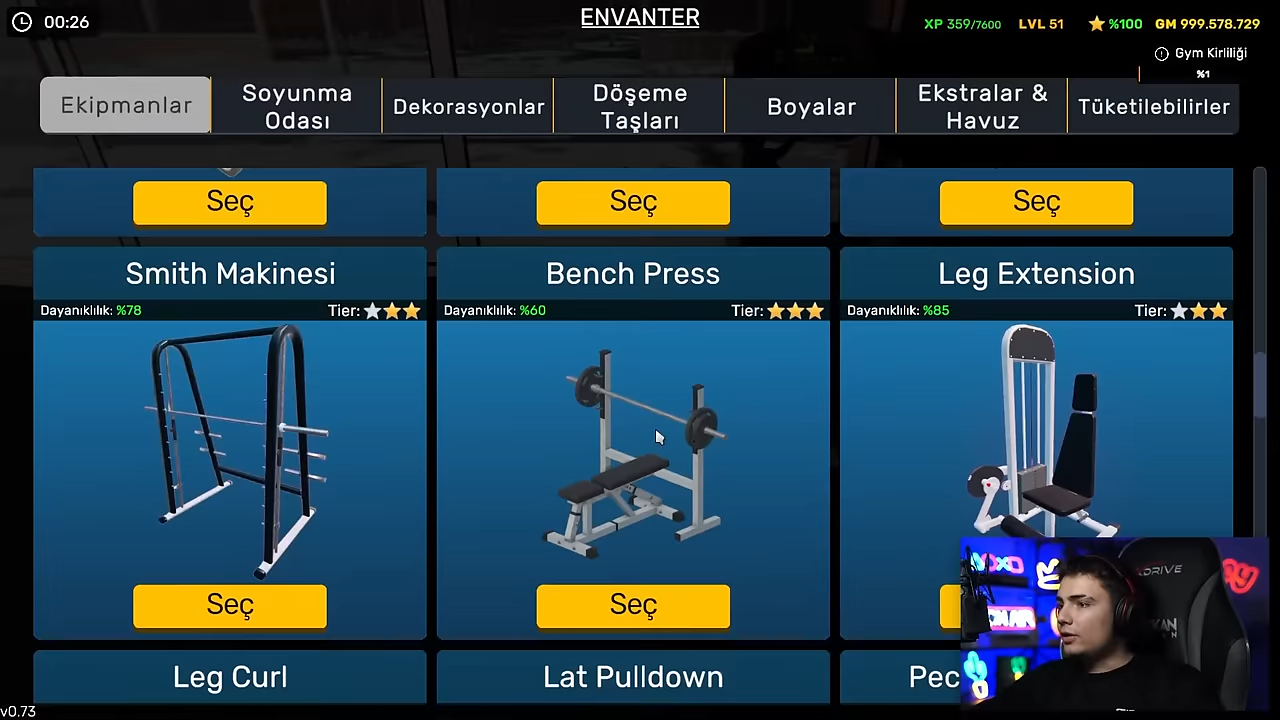 00:26
ENVANTER
XP 359/7600 LVL 51 %100 GM 999.578.729
Gym Kirliliği
%1
Ekipmanlar
Soyunma
Odası
Dekorasyonlar
Döşeme
Taşları
Boyalar
Ekstralar &
Havuz
Tüketilebilirler
Seç
Seç
Seç
Smith Makinesi
Dayanıklılık: %78 Tier:
Seç
Bench Press
Dayanıklılık: %60 Tier:
Seç
Leg Extension
Dayanıklılık: %85 Tier:
Leg Curl
Lat Pulldown
Pec
v0.73